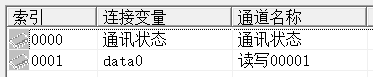 索引 连接变量 通道名称
0000 通讯状态 通讯状态
0001 data0 读写00001